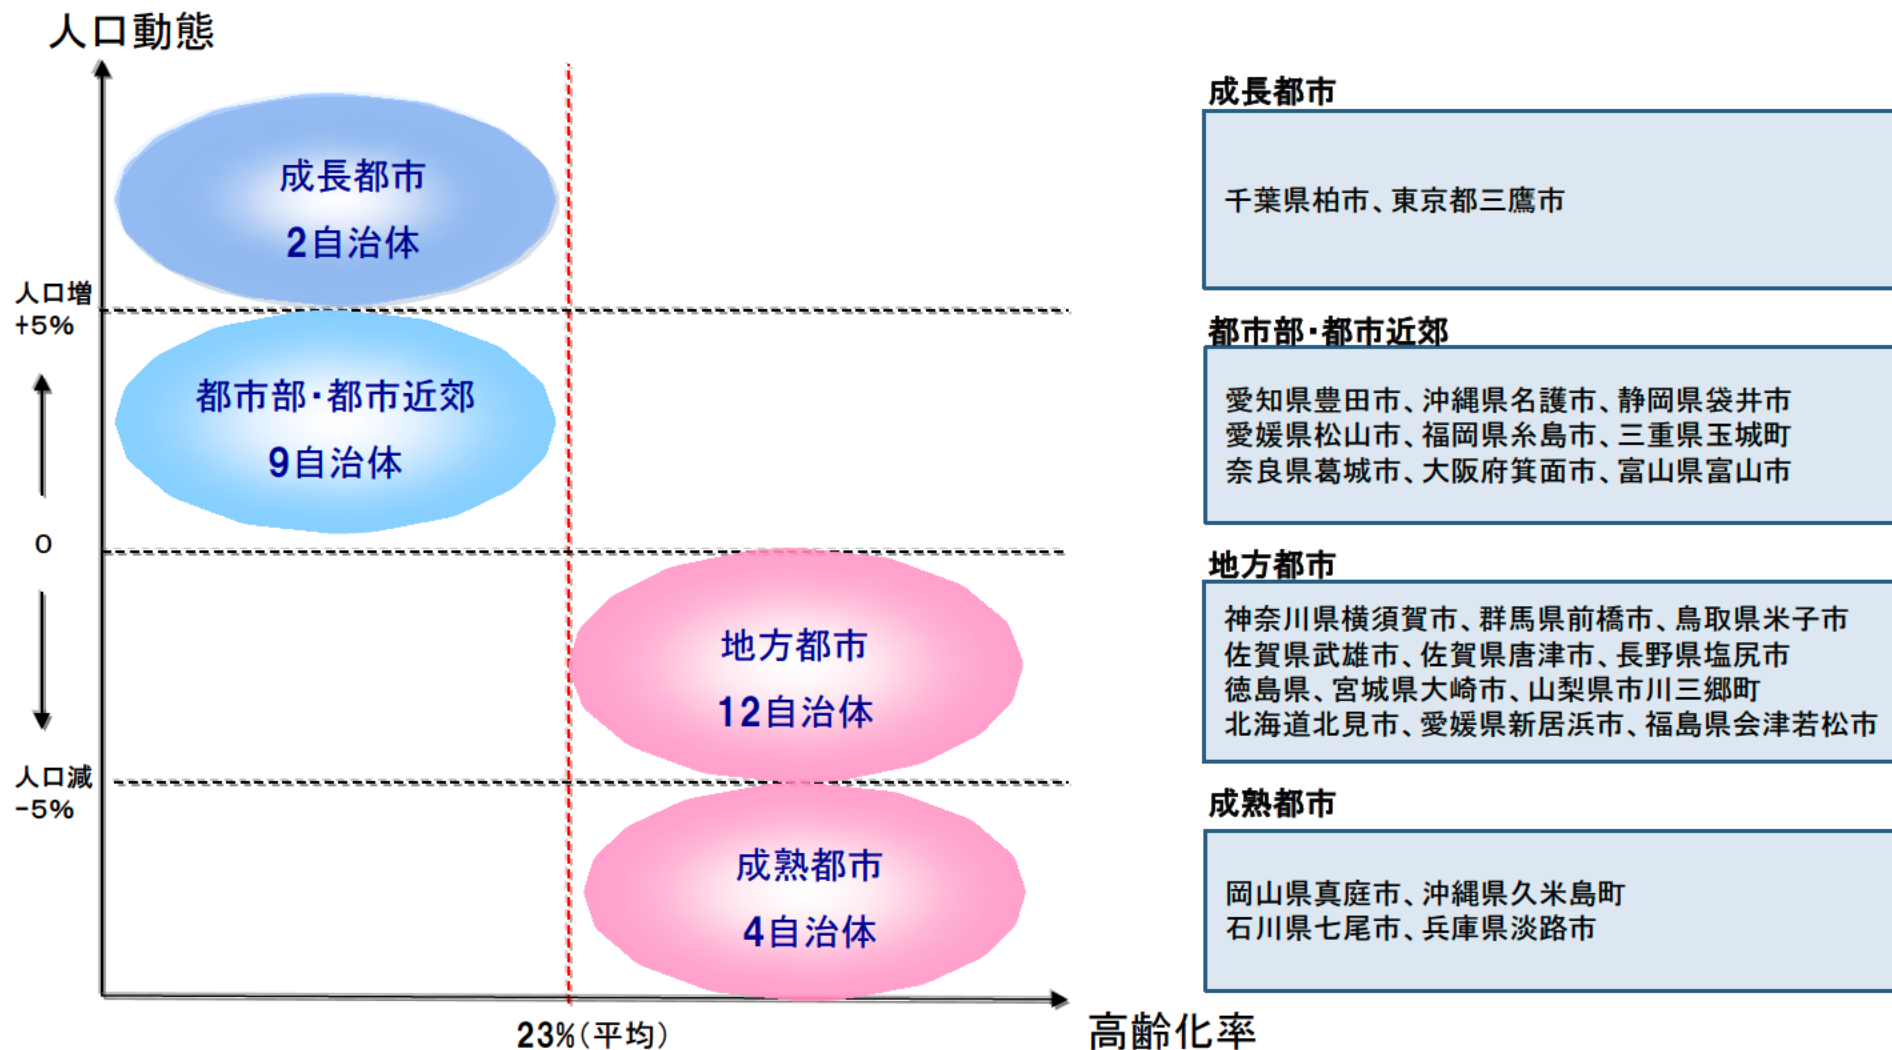 人口動態
成長都市
2自治体
人口増
+5%
都市部・都市近郊
9自治体
0
地方都市
12自治体
人口減
-5%
成熟都市
4自治体
23%(平均)
高齢化率
成長都市
千葉県柏市、東京都三鷹市
都市部・都市近郊
愛知県豊田市、沖縄県名護市、静岡県袋井市
愛媛県松山市、福岡県糸島市、三重県玉城町
奈良県葛城市、大阪府箕面市、富山県富山市
地方都市
神奈川県横須賀市、群馬県前橋市、鳥取県米子市
佐賀県武雄市、佐賀県唐津市、長野県塩尻市
徳島県、宮城県大崎市、山梨県市川三郷町
北海道北見市、愛媛県新居浜市、福島県会津若松市
成熟都市
岡山県真庭市、沖縄県久米島町
石川県七尾市、兵庫県淡路市